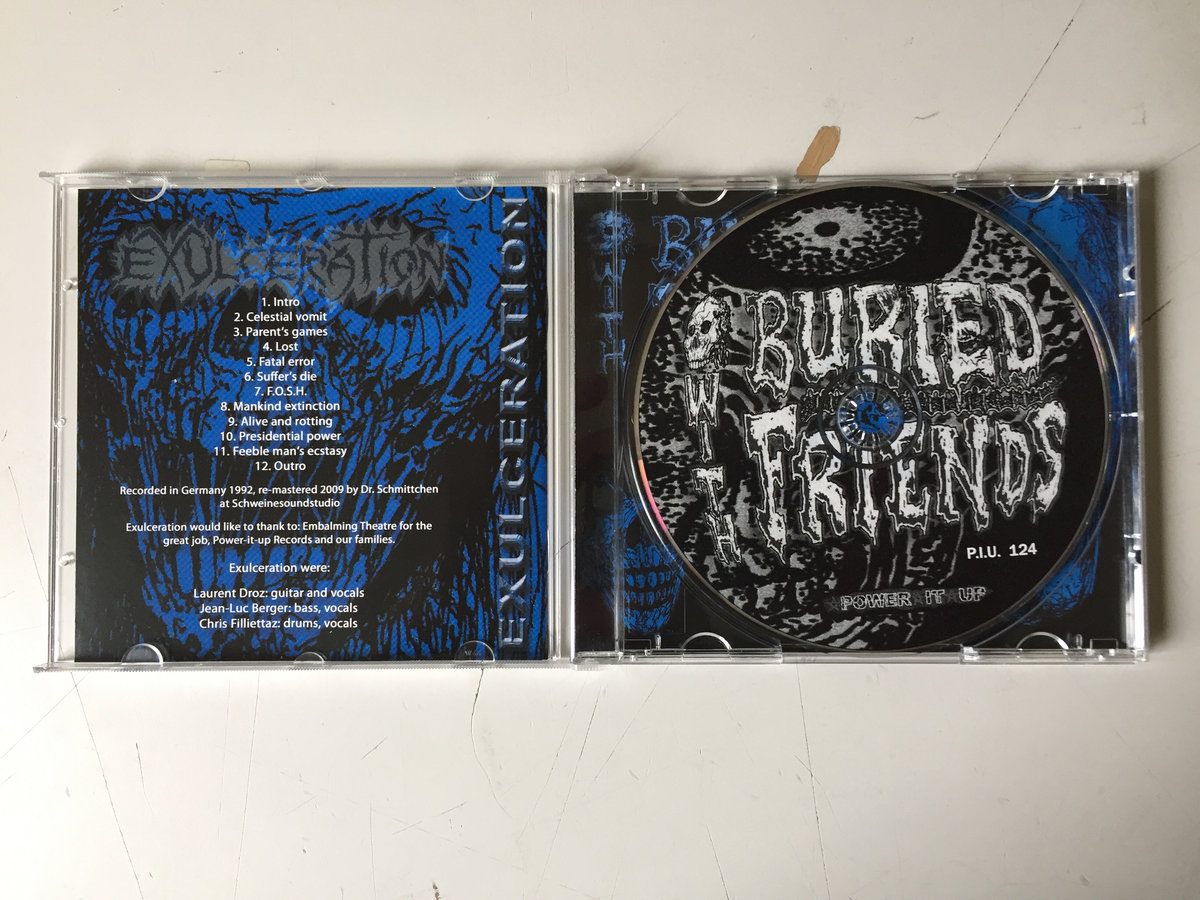 EXULCERATION
1. Intro
2. Celestial vomit
3. Parent's games
4. Lost
5. Fatal error
6. Suffer's die
7. F.O.S.H.
8. Mankind extinction
9. Alive and rotting
10. Presidential power
11. Feeble man's ecstasy
12. Outro
Recorded in Germany 1992, re-mastered 2009 by Dr. Schmittchen
at Schweinesoundstudio
Exulceration would like to thank to: Embalming Theatre for the
great job, Power-it-up Records and our families.
Exulceration were:
Laurent Droz: guitar and vocals
Jean-Luc Berger: bass, vocals
Chris Filliettaz: drums, vocals
EXULCERATION
WITH
BU
BURIED
WITH
FRIENDS
P.I.U. 124
POWER IT UP